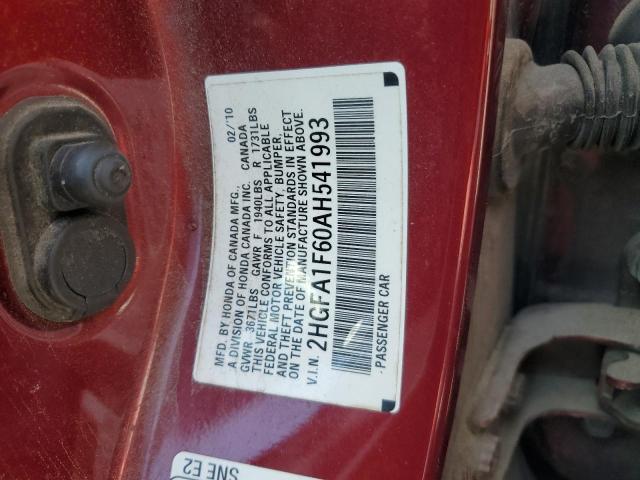 MFD. BY HONDA OF CANADA MFG., 02/'10
A DIVISION OF HONDA CANADA INC. CANADA
GVWR 3671LBS GAWR F 1940LBS R 1731LBS
THIS VEHICLE CONFORMS TO ALL APPLICABLE
FEDERAL MOTOR VEHICLE SAFETY, BUMPER,
AND THEFT PREVENTION STANDARDS IN EFFECT
ON THE DATE OF MANUFACTURE SHOWN ABOVE.
V.I.N. 2HGFA1F60AH541993
PASSENGER CAR
SNE E2